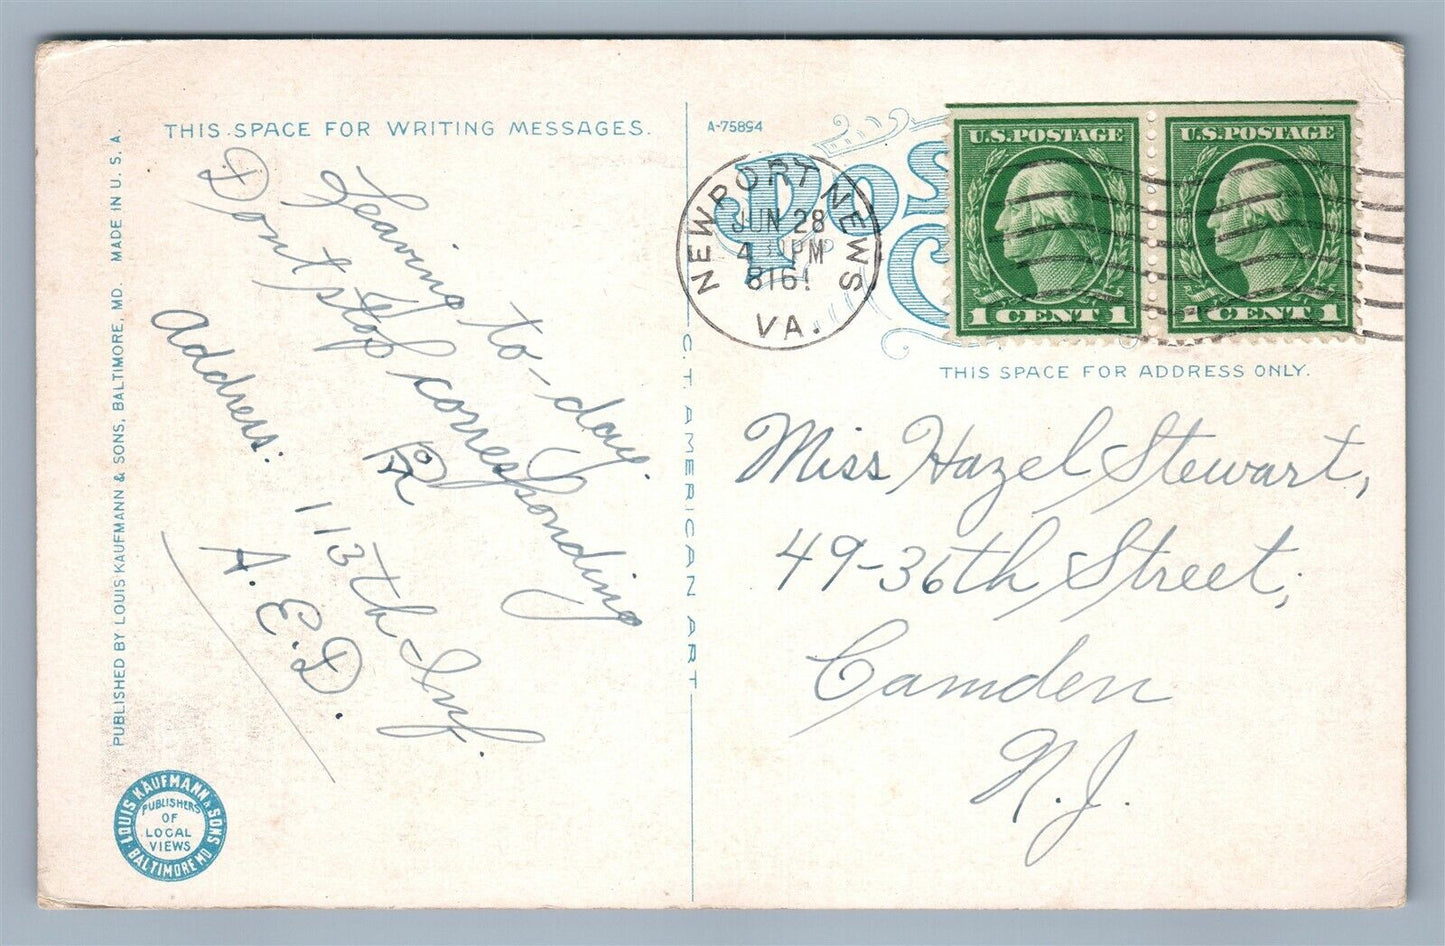 THIS SPACE FOR WRITING MESSAGES.
Leaving to-day.
Dont stop corresponding
R
Address:
113th Inf.
A.E.D.
PUBLISHED BY LOUIS KAUFMANN & SONS, BALTIMORE, MD. MADE IN U.S.A.
LOUIS KAUFMANN & SONS
BALTIMORE MD
PUBLISHERS
OF
LOCAL
VIEWS
C.T. AMERICAN ART
A-75894
POS
C
NEWPORT NEWS
JUN 28
PM
VA.
U.S. POSTAGE
1 CENT 1
U.S. POSTAGE
1 CENT 1
THIS SPACE FOR ADDRESS ONLY.
Miss Hazel Stewart,
49-36th Street,
Camden
N.J.